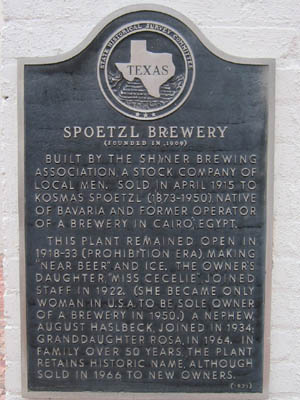 STATE HISTORICAL SURVEY COMMITTEE
TEXAS
SPOETZL BREWERY
(FOUNDED IN 1909)
BUILT BY THE SHINER BREWING
ASSOCIATION, A STOCK COMPANY OF
LOCAL MEN. SOLD IN APRIL 1915 TO
KOSMAS SPOETZL (1873-1950), NATIVE
OF BAVARIA AND FORMER OPERATOR
OF A BREWERY IN CAIRO, EGYPT.
THIS PLANT REMAINED OPEN IN
1918-33 (PROHIBITION ERA) MAKING
"NEAR BEER" AND ICE. THE OWNER'S
DAUGHTER, "MISS CECELIE", JOINED
STAFF IN 1922. (SHE BECAME ONLY
WOMAN IN U.S.A. TO BE SOLE OWNER
OF A BREWERY IN 1950.) A NEPHEW,
AUGUST HASLBECK, JOINED IN 1934;
GRANDDAUGHTER ROSA, IN 1964. IN
FAMILY OVER 50 YEARS, THE PLANT
RETAINS HISTORIC NAME, ALTHOUGH
SOLD IN 1966 TO NEW OWNERS.